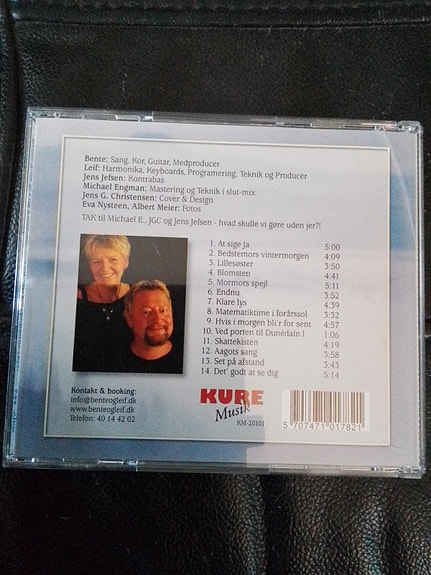 Bente: Sang, Kor, Guitar, Medproducer
Leif: Harmonika, Keyboards, Programering, Teknik og Producer
Jens Jefsen: Kontrabas
Michael Engman: Mastering og Teknik i slut-mix
Jens G. Christensen: Cover & Design
Eva Nysteen, Albert Meier: Fotos
TAK til Michael E., JGC og Jens Jefsen - hvad skulle vi gøre uden jer?!
1. At sige Ja 5:00
2. Bedstemors vintermorgen 4:09
3. Lillesøster 3:50
4. Blomsten 4:41
5. Mormors spejl 5:11
6. Endnu 3:52
7. Klare lys 4:39
8. Matematiktime i forårssol 3:32
9. Hvis i morgen bli'r for sent 4:57
10. Ved porten til Dunédain I 1:06
11. Skattekisten 4:19
12. Aagots sang 3:58
13. Set på afstand 3:43
14. Det' godt at se dig 5:14
Kontakt & booking:
info@benteogleif.dk
www.benteogleif.dk
Telefon: 40 14 42 02
KURE
Musik
KM-20101
5 707471 017821